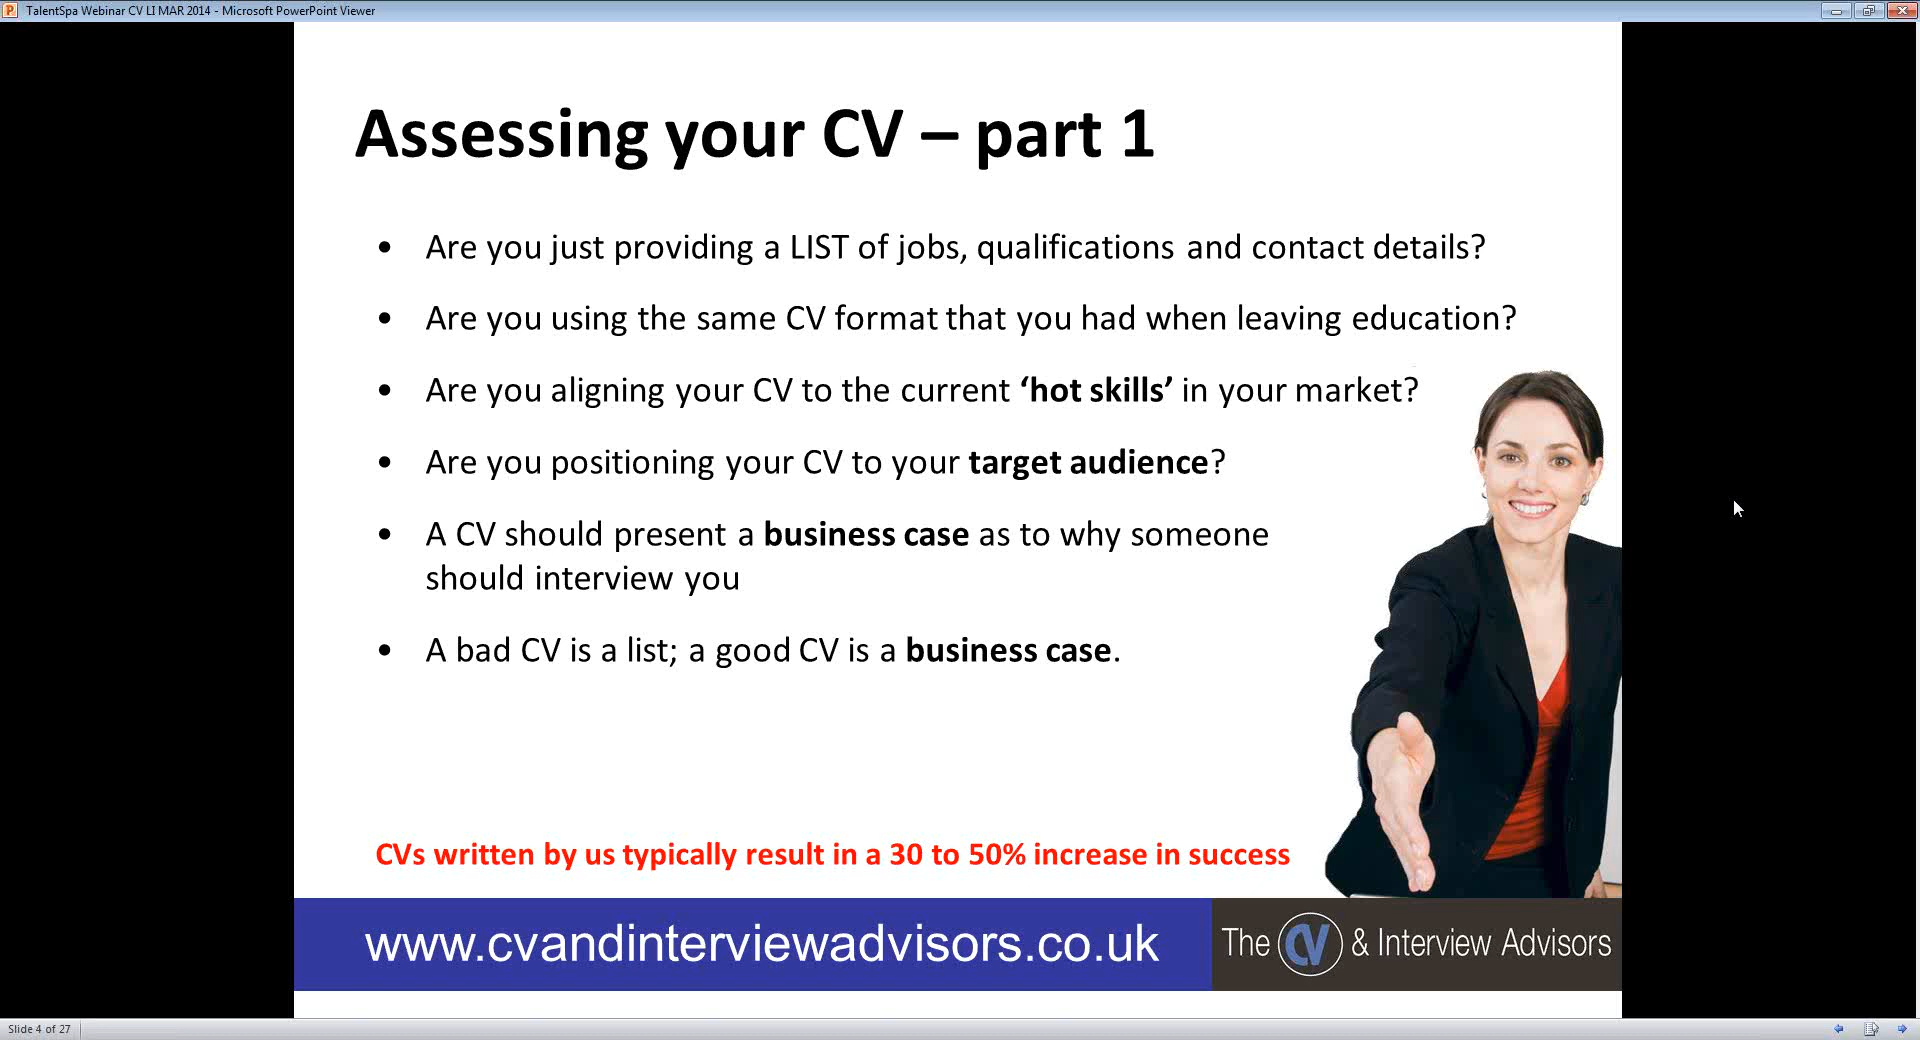 TalentSpa Webinar CV LI MAR 2014 - Microsoft PowerPoint Viewer
Assessing your CV – part 1
• Are you just providing a LIST of jobs, qualifications and contact details?
• Are you using the same CV format that you had when leaving education?
• Are you aligning your CV to the current ‘hot skills’ in your market?
• Are you positioning your CV to your target audience?
• A CV should present a business case as to why someone
should interview you
• A bad CV is a list; a good CV is a business case.
CVs written by us typically result in a 30 to 50% increase in success
www.cvandinterviewadvisors.co.uk
The CV & Interview Advisors
Slide 4 of 27